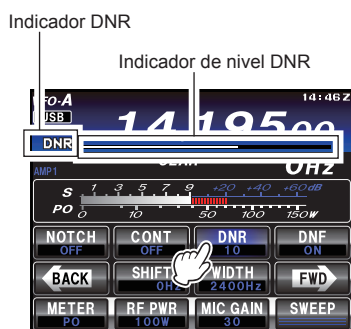 Indicador DNR
Indicador de nivel DNR
FO-A
14:46Z
USB
14,195,00
DNR
AMP1
0Hz
S 1 3 5 7 9 +20 +40 +60dB
PO 0 10 50 100 150W
NOTCH CONT DNR DNF
OFF OFF 10 ON
BACK SHIFT WIDTH FWD
0Hz 2400Hz
METER RF PWR MIC GAIN SWEEP
PO 100W 30